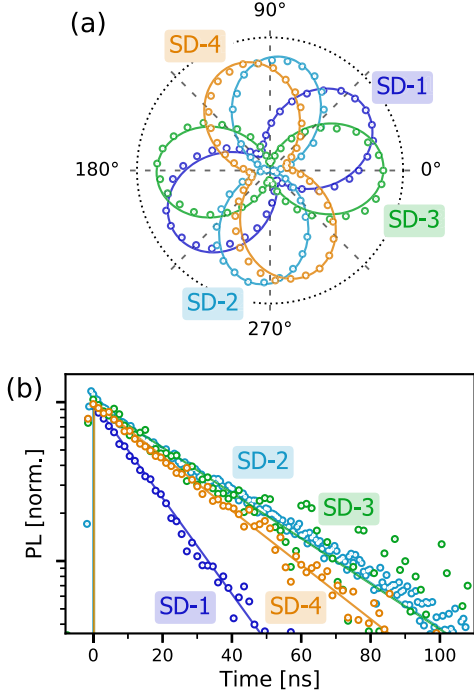 (a)
90°
SD-4
SD-1
180°
0°
SD-3
SD-2
270°
(b)
PL [norm.]
SD-2
SD-3
SD-1
SD-4
0 20 40 60 80 100
Time [ns]